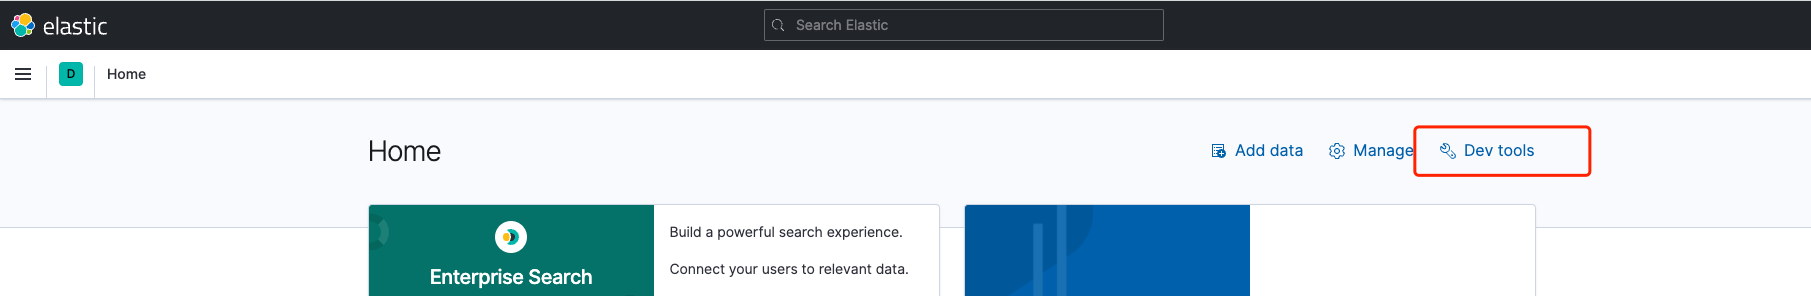 elastic
Search Elastic
D
Home
Home
Add data
Manage
Dev tools
Enterprise Search
Build a powerful search experience.
Connect your users to relevant data.